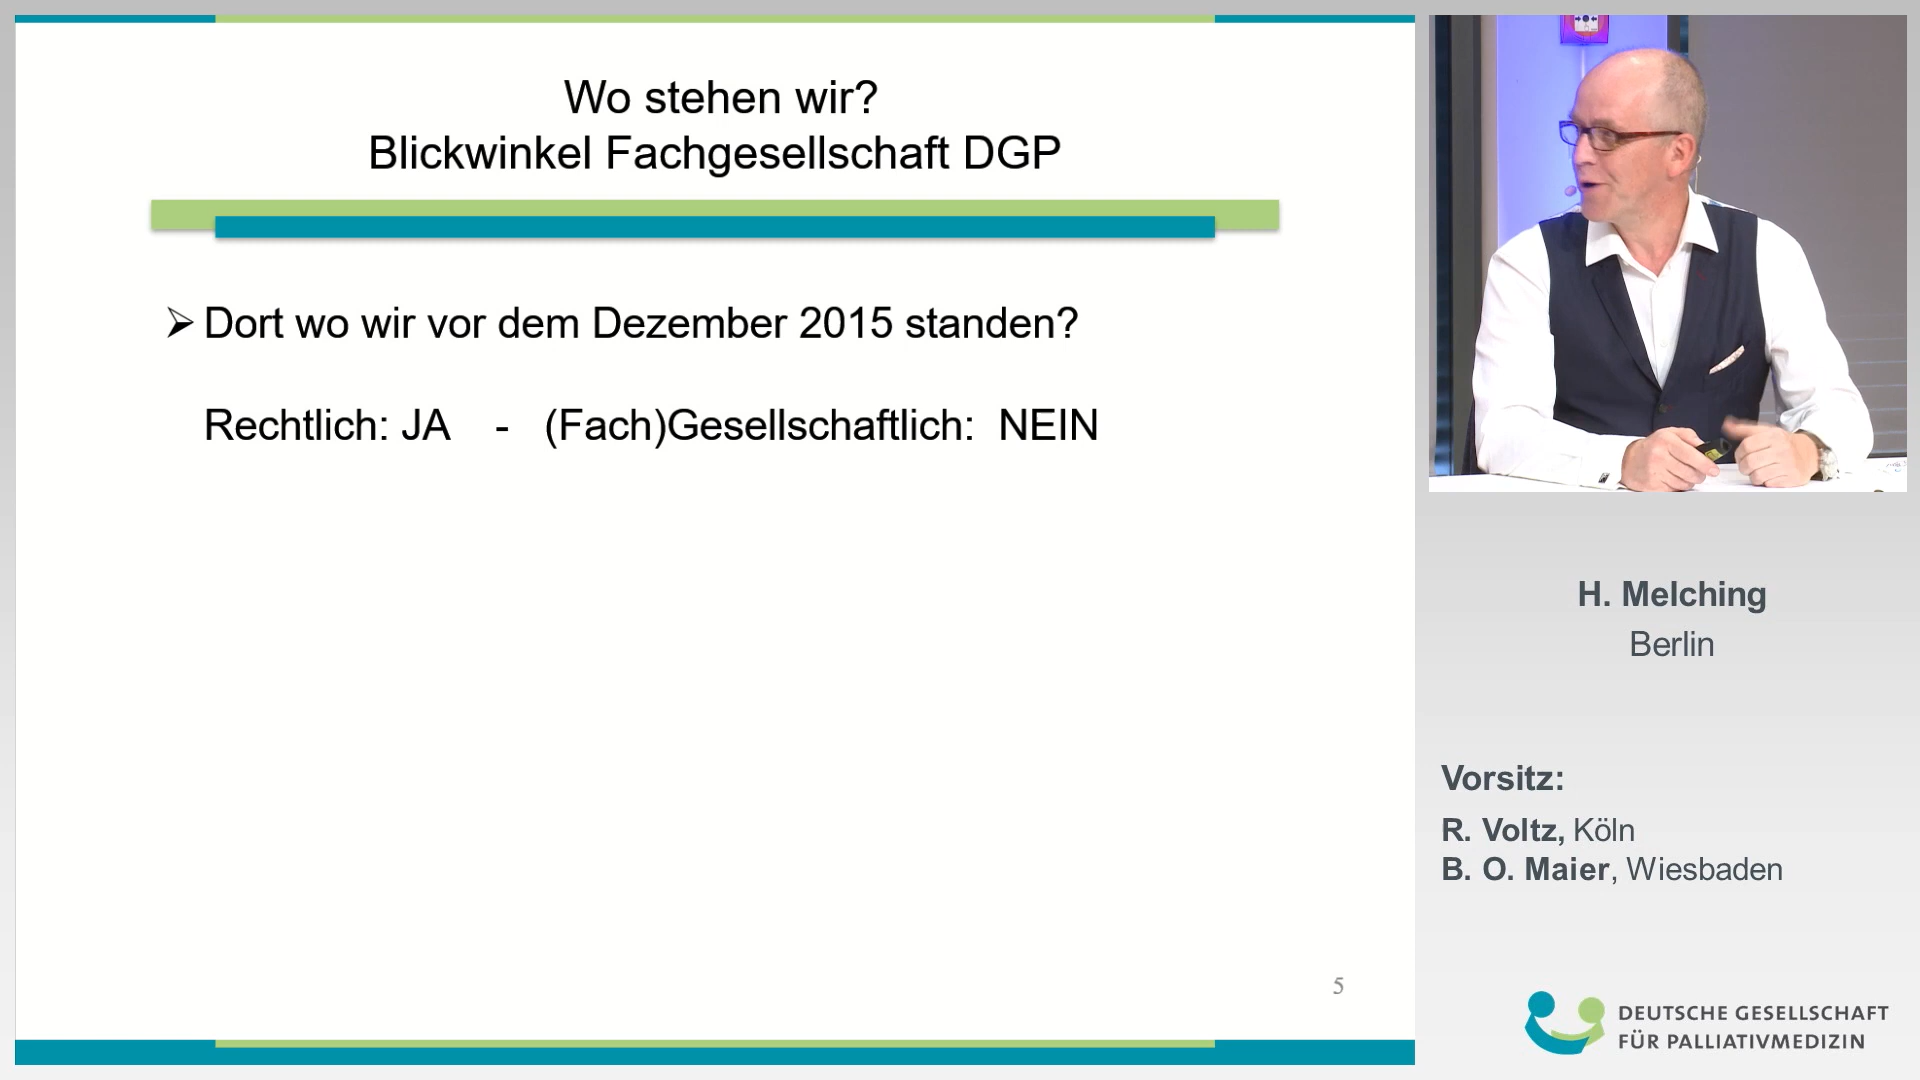 Wo stehen wir?
Blickwinkel Fachgesellschaft DGP
Dort wo wir vor dem Dezember 2015 standen?
Rechtlich: JA - (Fach)Gesellschaftlich: NEIN
5
H. Melching
Berlin
Vorsitz:
R. Voltz, Köln
B. O. Maier, Wiesbaden
DEUTSCHE GESELLSCHAFT
FÜR PALLIATIVMEDIZIN